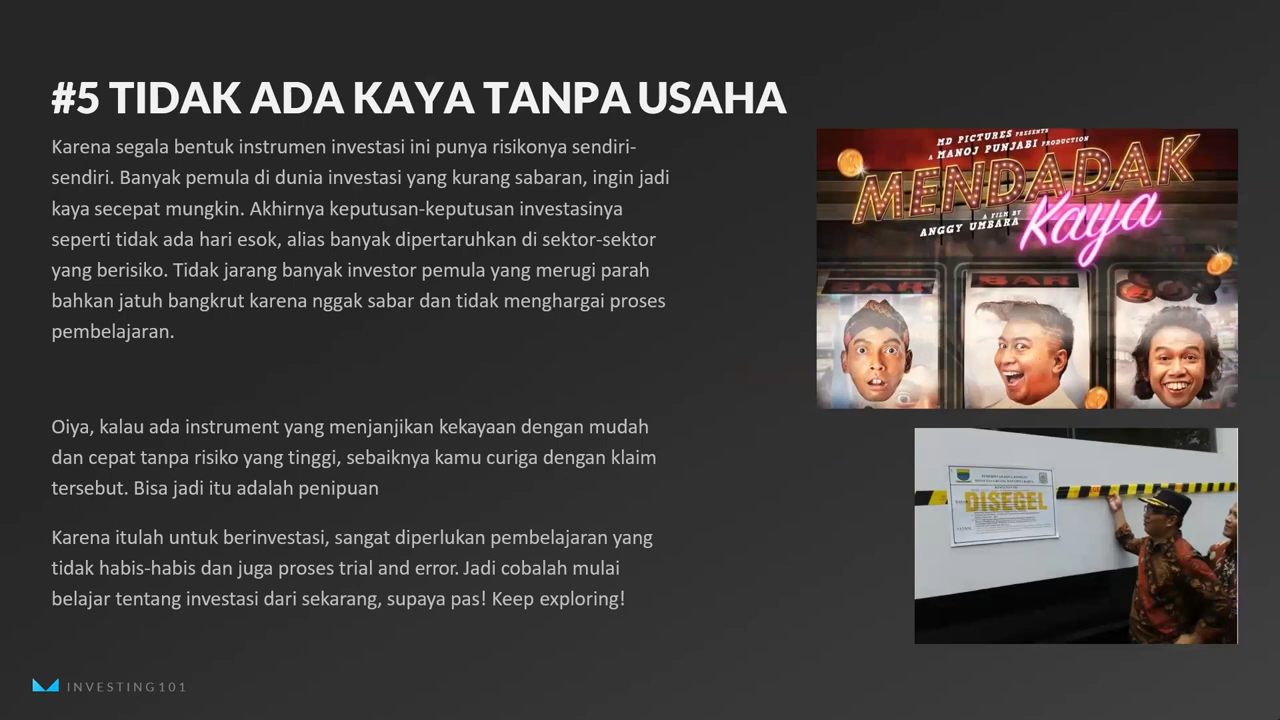 #5 TIDAK ADA KAYA TANPA USAHA
Karena segala bentuk instrumen investasi ini punya risikonya sendiri-
sendiri. Banyak pemula di dunia investasi yang kurang sabaran, ingin jadi
kaya secepat mungkin. Akhirnya keputusan-keputusan investasinya
seperti tidak ada hari esok, alias banyak dipertaruhkan di sektor-sektor
yang berisiko. Tidak jarang banyak investor pemula yang merugi parah
bahkan jatuh bangkrut karena nggak sabar dan tidak menghargai proses
pembelajaran.
Oiya, kalau ada instrument yang menjanjikan kekayaan dengan mudah
dan cepat tanpa risiko yang tinggi, sebaiknya kamu curiga dengan klaim
tersebut. Bisa jadi itu adalah penipuan
Karena itulah untuk berinvestasi, sangat diperlukan pembelajaran yang
tidak habis-habis dan juga proses trial and error. Jadi cobalah mulai
belajar tentang investasi dari sekarang, supaya pas! Keep exploring!
MD PICTURES PRESENTS
A MANOJ PUNJABI PRODUCTION
MENDADAK
Kaya
A FILM BY
ANGGY UMBARA
BAR
BAR
DISEGEL
INVESTING101